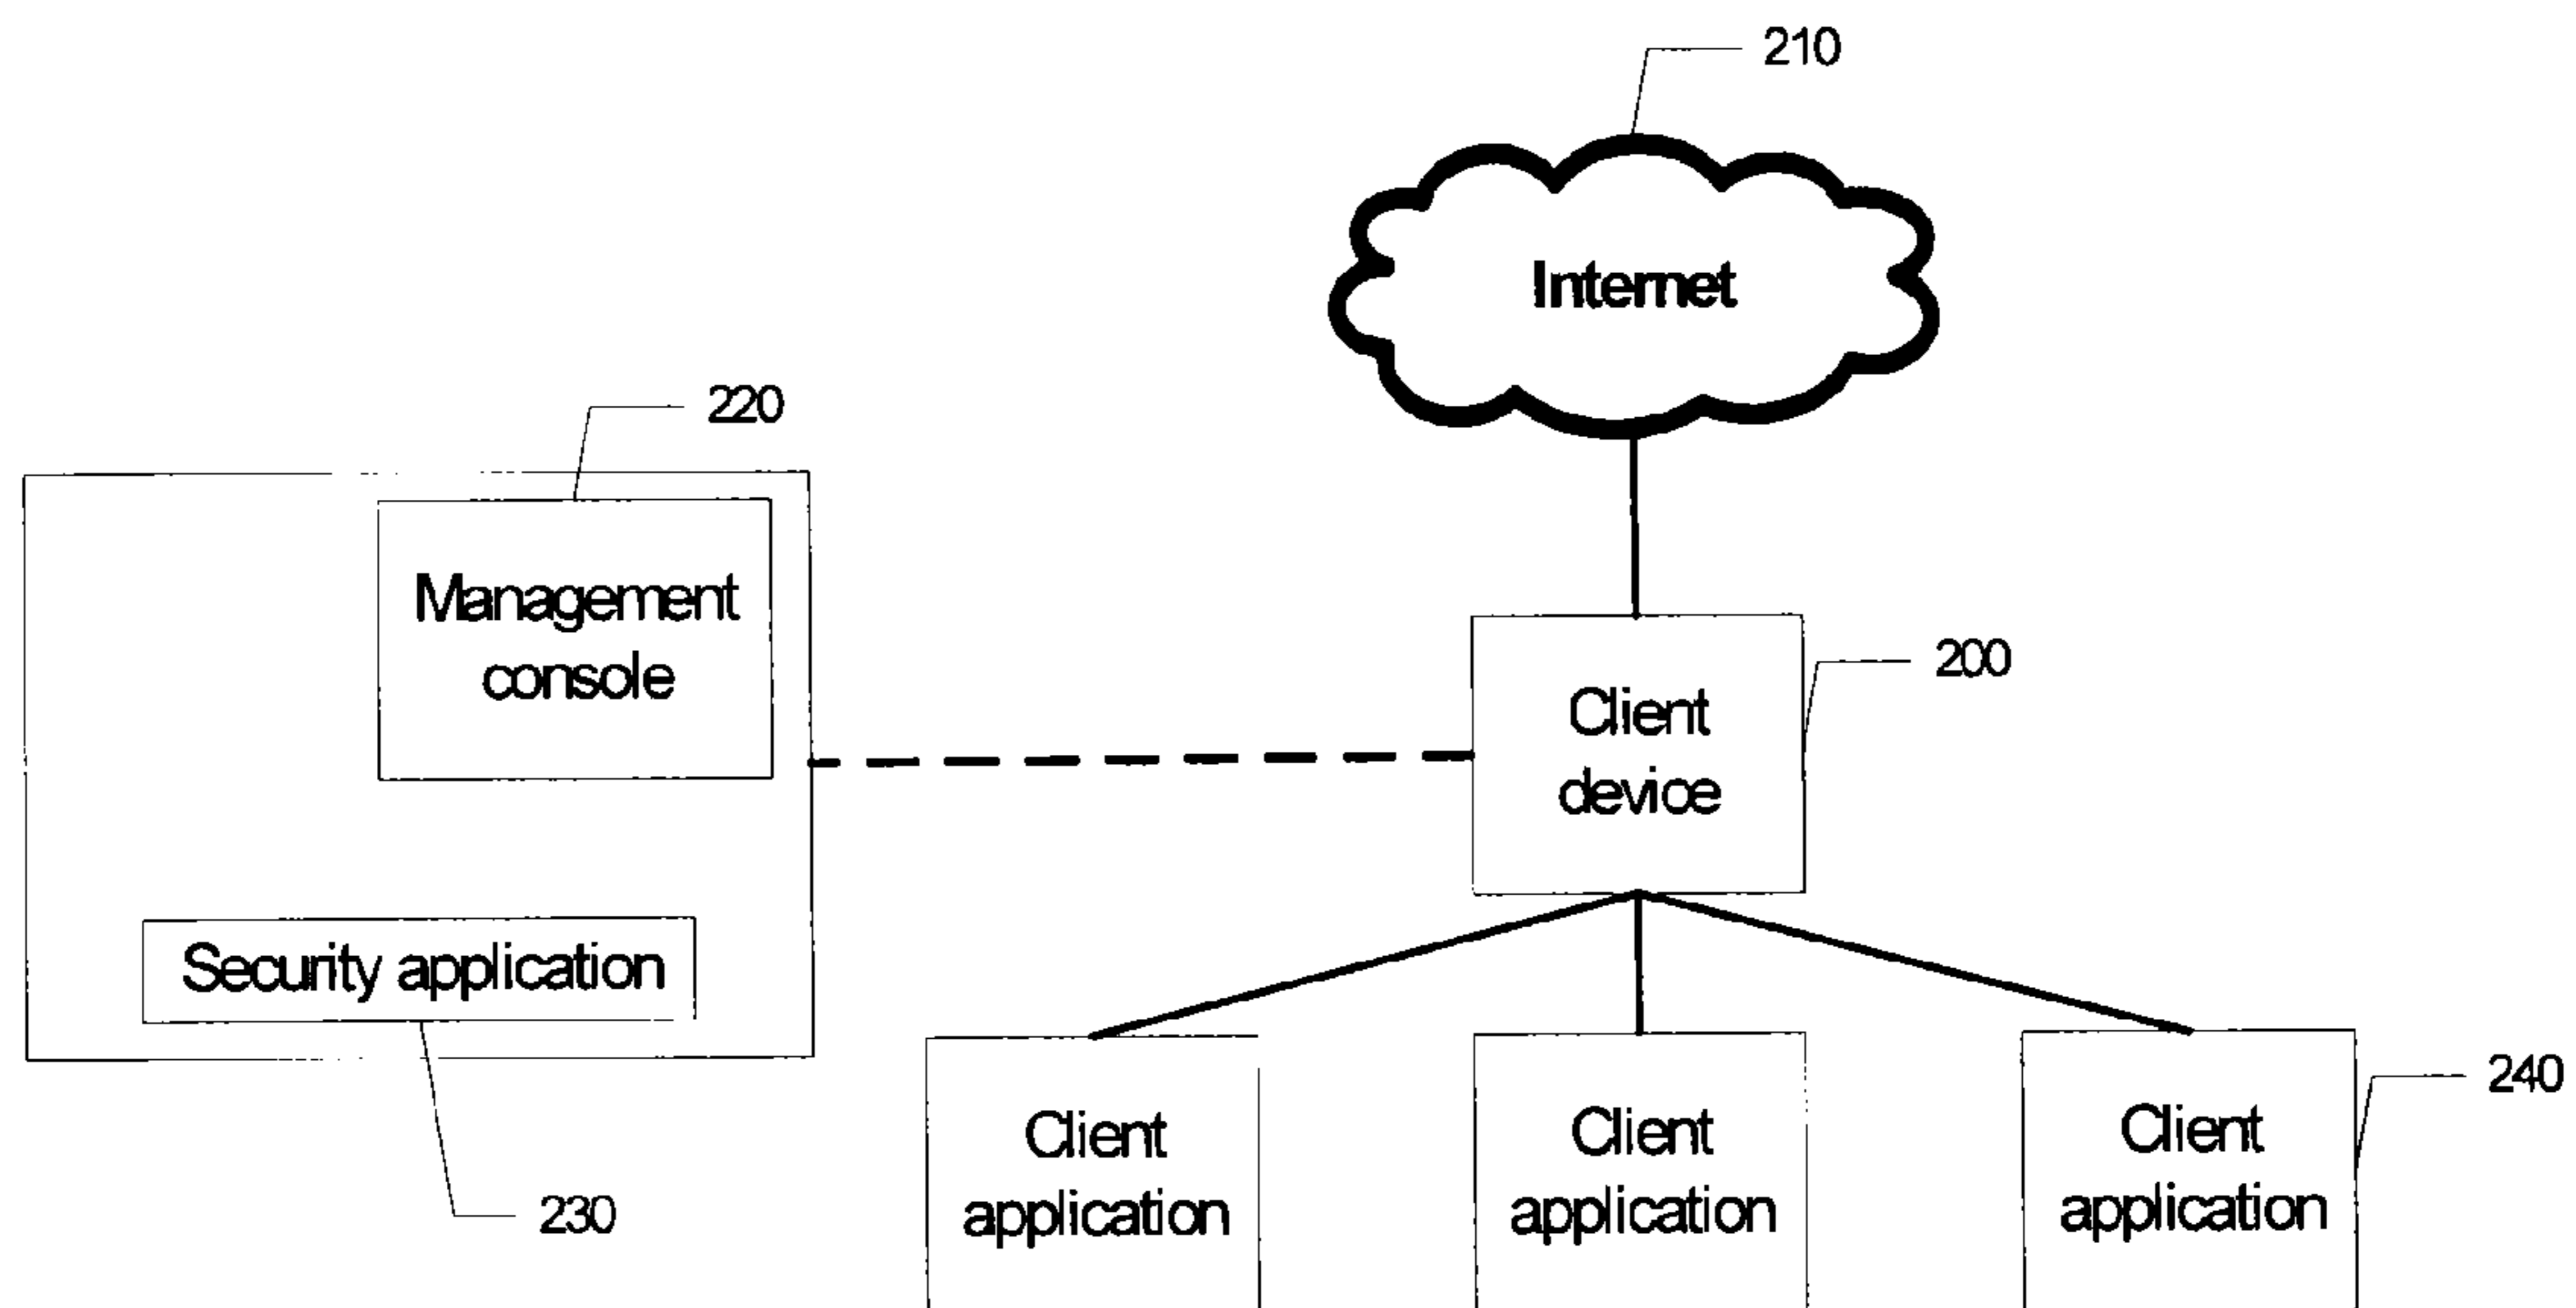 210
Internet
220
Management
console
200
Client
device
Security application
230
Client
application
Client
application
Client
application
240